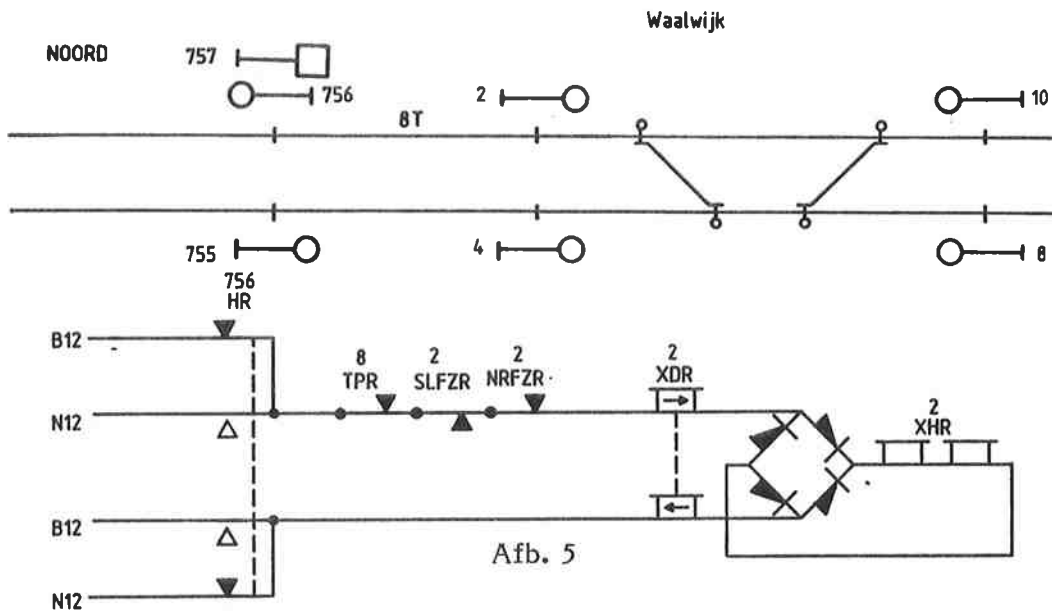 Waalwijk
NOORD
757
756
2
10
8T
755
4
8
756
HR
B12
N12
B12
N12
8
TPR
2
SLFZR
2
NRFZR
2
XDR
2
XHR
Afb. 5